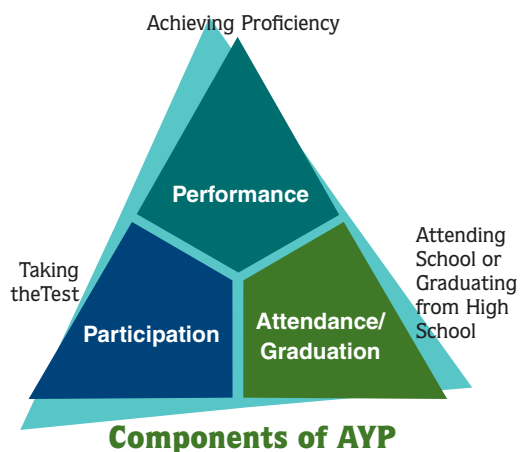 Achieving Proficiency
Performance
Taking
theTest
Participation
Attendance/
Graduation
Attending
School or
Graduating
from High
School
Components of AYP